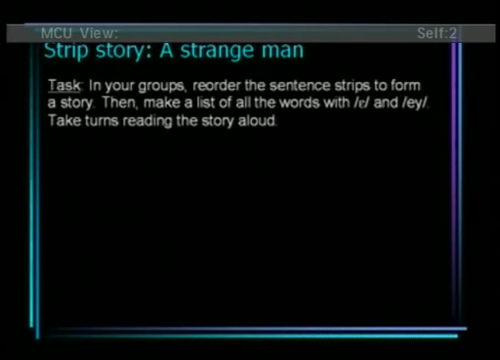 MCU View: Self:2
Strip story: A strange man
Task: In your groups, reorder the sentence strips to form
a story. Then, make a list of all the words with /ɛ/ and /ey/.
Take turns reading the story aloud.